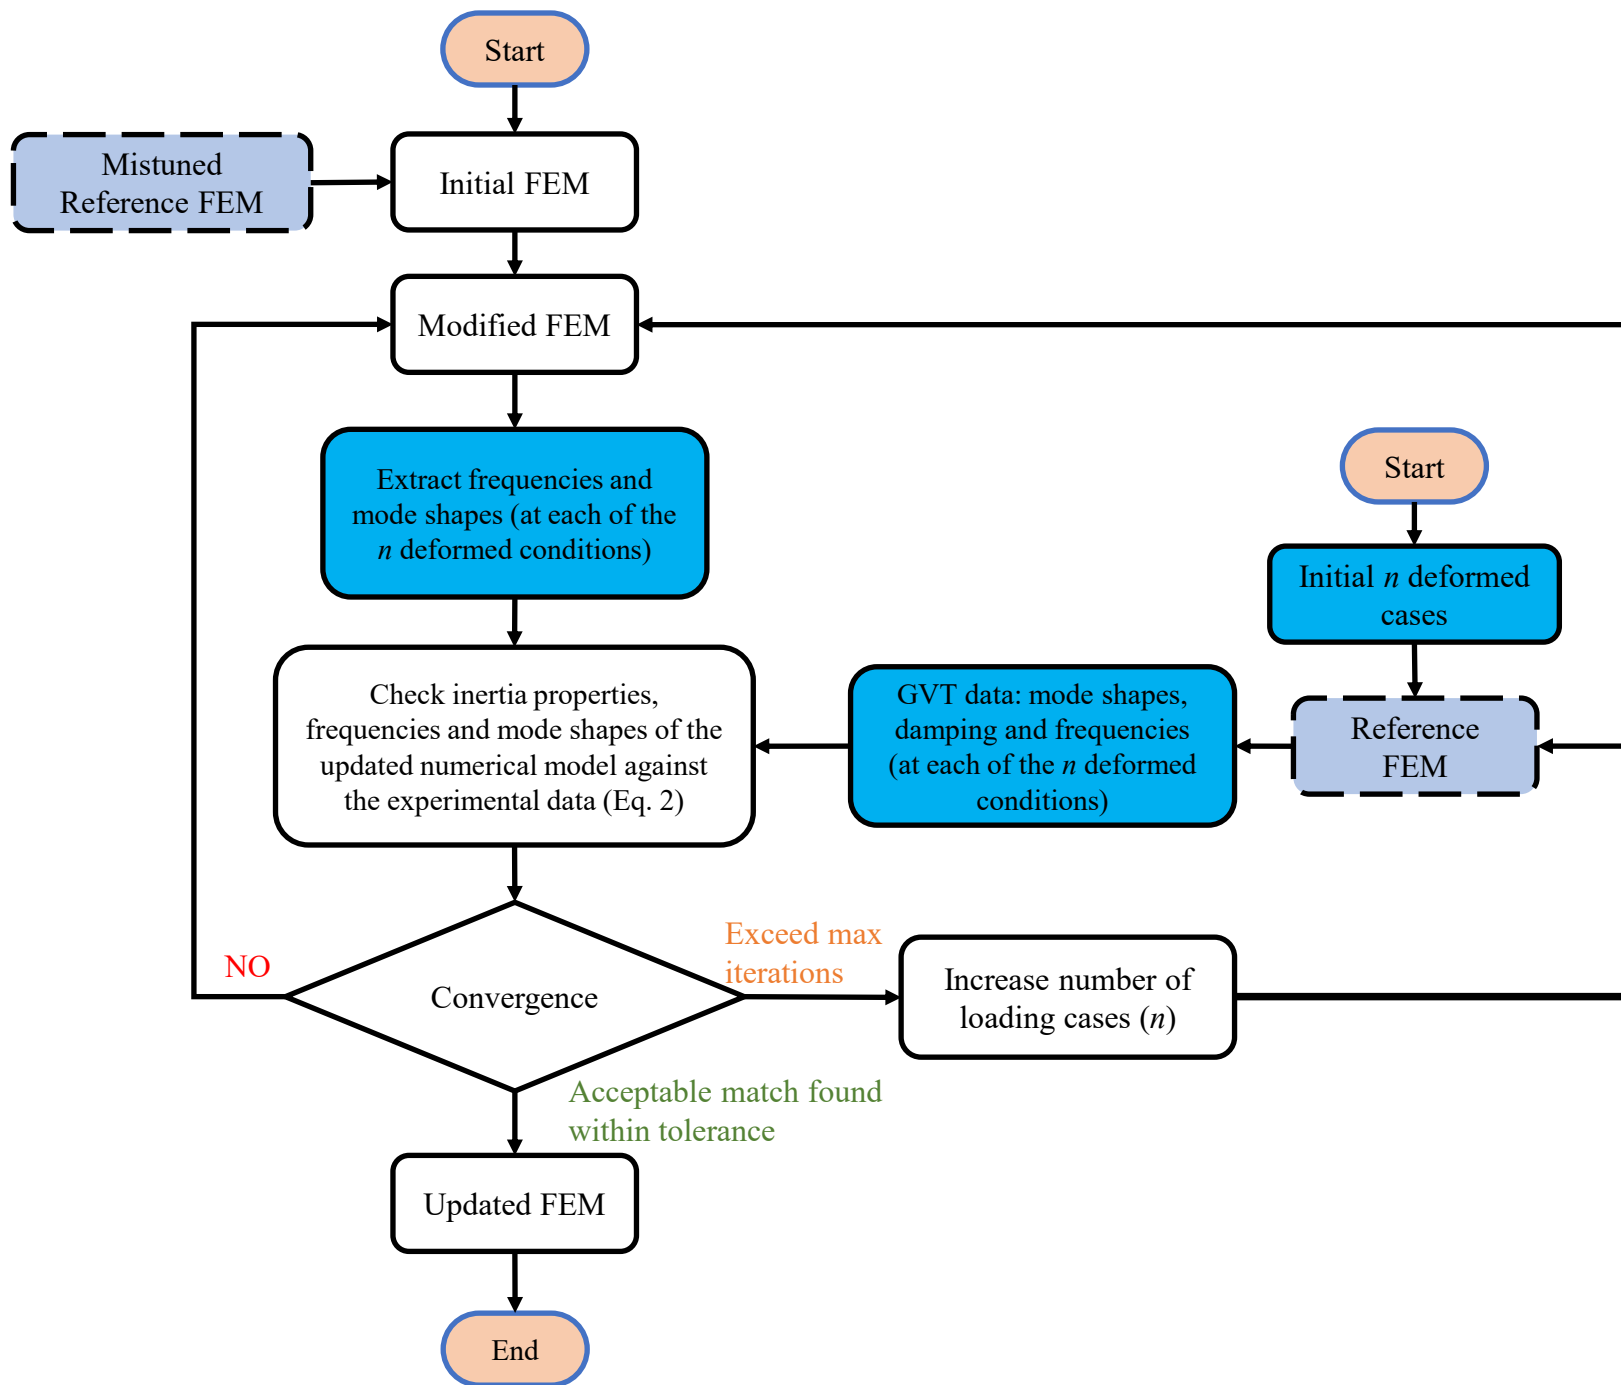 Start
Mistuned
Reference FEM
Initial FEM
Modified FEM
Extract frequencies and
mode shapes (at each of the
n deformed conditions)
Start
Initial n deformed
cases
Check inertia properties,
frequencies and mode shapes of the
updated numerical model against
the experimental data (Eq. 2)
GVT data: mode shapes,
damping and frequencies
(at each of the n deformed
conditions)
Reference
FEM
NO
Convergence
Exceed max
iterations
Increase number of
loading cases (n)
Acceptable match found
within tolerance
Updated FEM
End